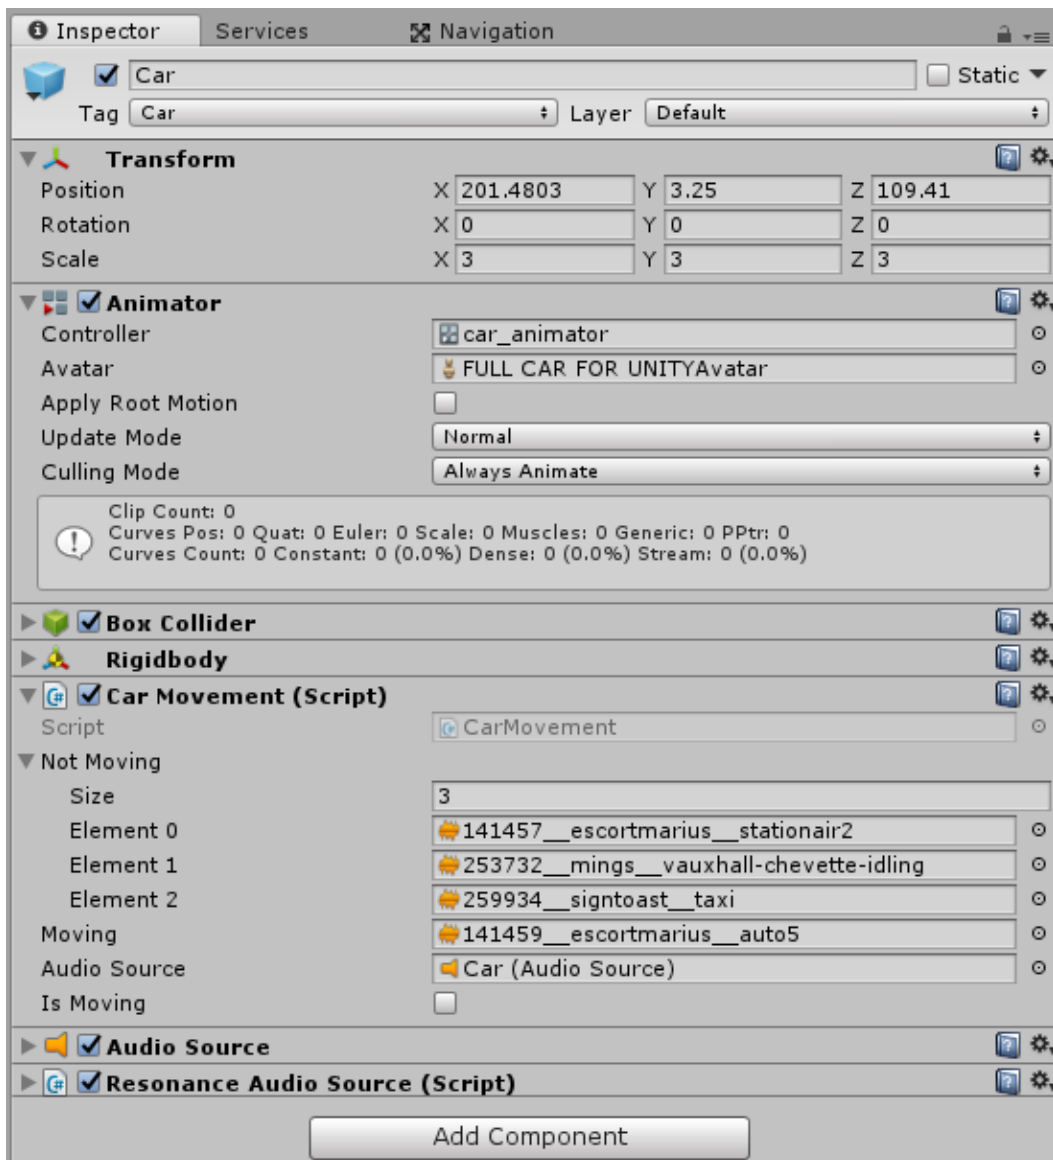 Inspector Services Navigation
Car Static
Tag Car Layer Default
Transform
Position X 201.4803 Y 3.25 Z 109.41
Rotation X 0 Y 0 Z 0
Scale X 3 Y 3 Z 3
Animator
Controller car_animator
Avatar FULL CAR FOR UNITYAvatar
Apply Root Motion
Update Mode Normal
Culling Mode Always Animate
Clip Count: 0
Curves Pos: 0 Quat: 0 Euler: 0 Scale: 0 Muscles: 0 Generic: 0 PPtr: 0
Curves Count: 0 Constant: 0 (0.0%) Dense: 0 (0.0%) Stream: 0 (0.0%)
Box Collider
Rigidbody
Car Movement (Script)
Script CarMovement
Not Moving
Size 3
Element 0 141457__escortmarius__stationair2
Element 1 253732__mings__vauxhall-chevette-idling
Element 2 259934__signtoast__taxi
Moving 141459__escortmarius__auto5
Audio Source Car (Audio Source)
Is Moving
Audio Source
Resonance Audio Source (Script)
Add Component